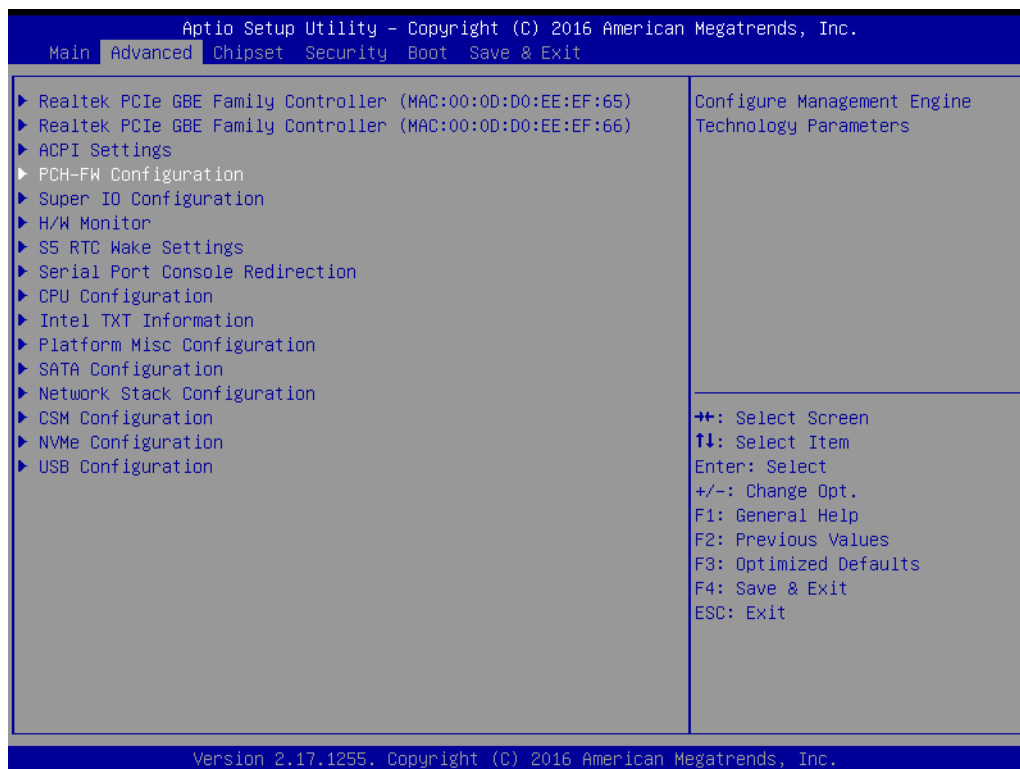 Aptio Setup Utility – Copyright (C) 2016 American Megatrends, Inc.
Main Advanced Chipset Security Boot Save & Exit
Realtek PCIe GBE Family Controller (MAC:00:0D:D0:EE:EF:65)
Realtek PCIe GBE Family Controller (MAC:00:0D:D0:EE:EF:66)
ACPI Settings
PCH-FW Configuration
Super IO Configuration
H/W Monitor
S5 RTC Wake Settings
Serial Port Console Redirection
CPU Configuration
Intel TXT Information
Platform Misc Configuration
SATA Configuration
Network Stack Configuration
CSM Configuration
NVMe Configuration
USB Configuration
Configure Management Engine
Technology Parameters
→←: Select Screen
↑↓: Select Item
Enter: Select
+/-: Change Opt.
F1: General Help
F2: Previous Values
F3: Optimized Defaults
F4: Save & Exit
ESC: Exit
Version 2.17.1255. Copyright (C) 2016 American Megatrends, Inc.